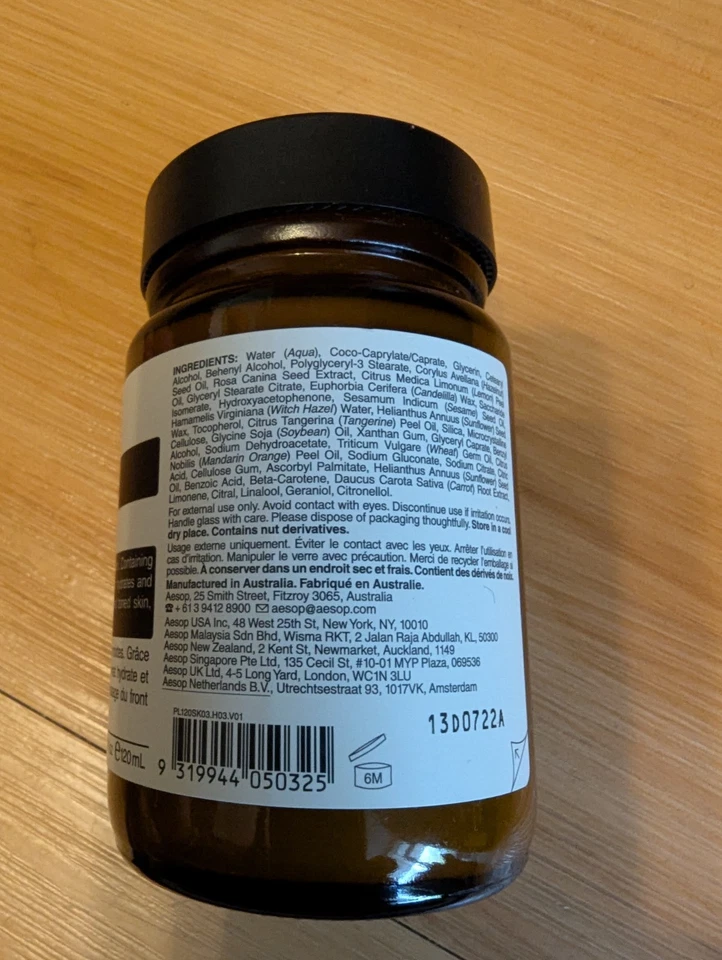 INGREDIENTS: Water (Aqua), Coco-Caprylate/Caprate, Glycerin, Cetearyl
Alcohol, Behenyl Alcohol, Polyglyceryl-3 Stearate, Corylus Avellana (Hazelnut)
Seed Oil, Rosa Canina Seed Extract, Citrus Medica Limonum (Lemon) Peel
Oil, Glyceryl Stearate Citrate, Euphorbia Cerifera (Candelilla) Wax, Saccharide
Isomerate, Hydroxyacetophenone, Sesamum Indicum (Sesame) Seed Oil,
Hamamelis Virginiana (Witch Hazel) Water, Helianthus Annuus (Sunflower) Seed
Wax, Tocopherol, Citrus Tangerina (Tangerine) Peel Oil, Silica, Microcrystalline
Cellulose, Glycine Soja (Soybean) Oil, Xanthan Gum, Glyceryl Caprate, Benzyl
Alcohol, Sodium Dehydroacetate, Triticum Vulgare (Wheat) Germ Oil, Citrus
Nobilis (Mandarin Orange) Peel Oil, Sodium Gluconate, Sodium Citrate, Citric
Acid, Cellulose Gum, Ascorbyl Palmitate, Helianthus Annuus (Sunflower) Seed
Oil, Benzoic Acid, Beta-Carotene, Daucus Carota Sativa (Carrot) Root Extract,
Limonene, Citral, Linalool, Geraniol, Citronellol.
For external use only. Avoid contact with eyes. Discontinue use if irritation occurs.
Handle glass with care. Please dispose of packaging thoughtfully. Store in a cool
dry place. Contains nut derivatives.
Usage externe uniquement. Éviter le contact avec les yeux. Arrêter l'utilisation en
cas d'irritation. Manipuler le verre avec précaution. Merci de recycler l'emballage si
possible. À conserver dans un endroit sec et frais. Contient des dérivés de noix.
Manufactured in Australia. Fabriqué en Australie.
Aesop, 25 Smith Street, Fitzroy 3065, Australia
☎ +61 3 9412 8900 ✉ aesop@aesop.com
Aesop USA Inc, 48 West 25th St, New York, NY, 10010
Aesop Malaysia Sdn Bhd, Wisma RKT, 2 Jalan Raja Abdullah, KL, 50300
Aesop New Zealand, 2 Kent St, Newmarket, Auckland, 1149
Aesop Singapore Pte Ltd, 135 Cecil St, #10-01 MYP Plaza, 069536
Aesop UK Ltd, 4-5 Long Yard, London, WC1N 3LU
Aesop Netherlands B.V., Utrechtsestraat 93, 1017VK, Amsterdam
PL120SK03.H03.V01
13D0722A
9 319944 050325
6M
Containing
and
toned skin,
Grâce
hydrate et
du front
℮120mL